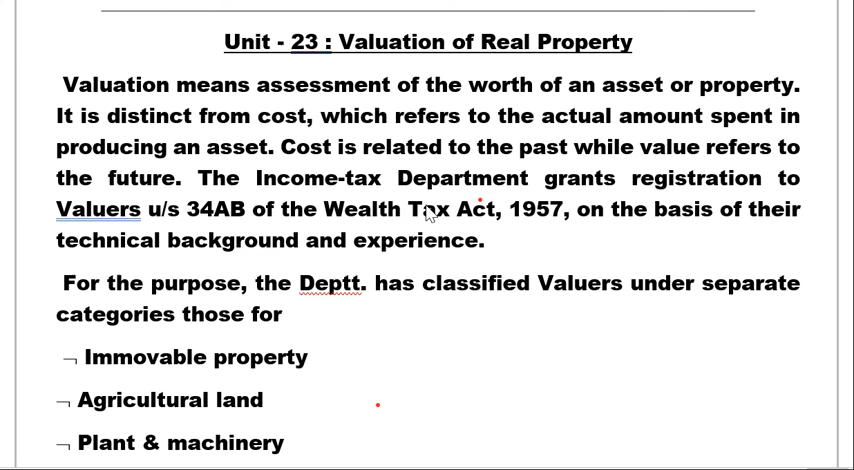 Unit - 23 : Valuation of Real Property
Valuation means assessment of the worth of an asset or property.
It is distinct from cost, which refers to the actual amount spent in
producing an asset. Cost is related to the past while value refers to
the future. The Income-tax Department grants registration to
Valuers u/s 34AB of the Wealth Tax Act, 1957, on the basis of their
technical background and experience.
For the purpose, the Deptt. has classified Valuers under separate
categories those for
¬ Immovable property
¬ Agricultural land
¬ Plant & machinery